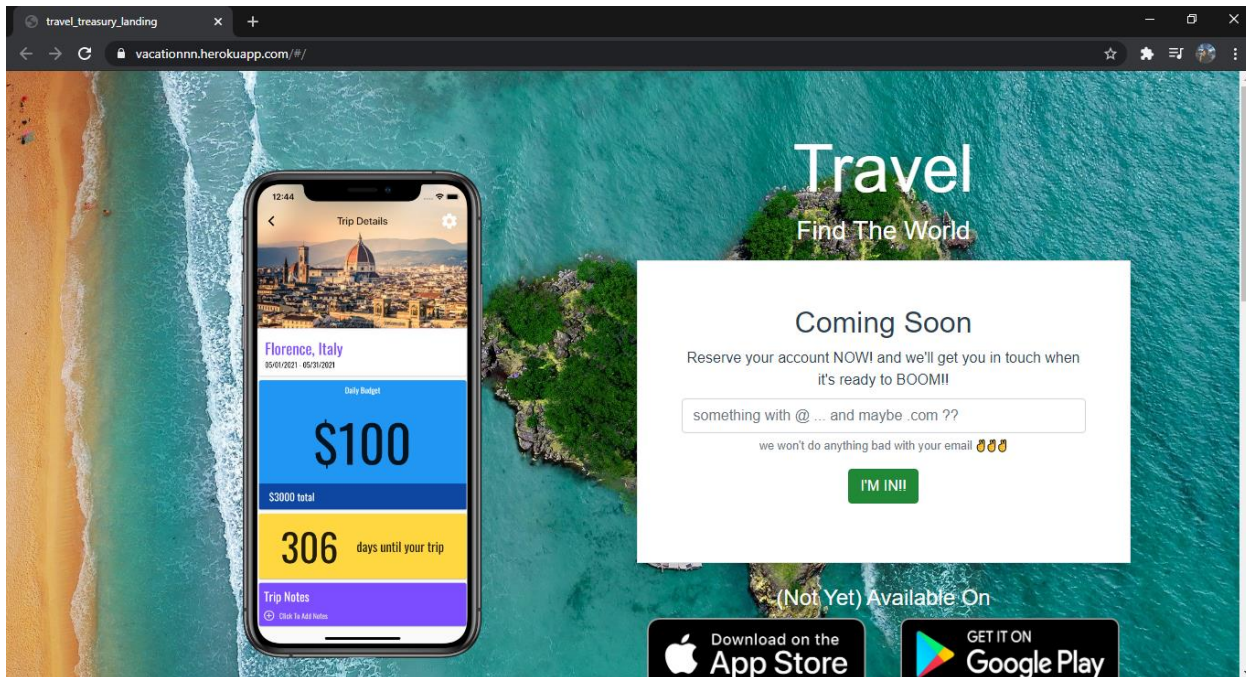 travel_treasury_landing
vacationnn.herokuapp.com/#/
12:44
Trip Details
Florence, Italy
05/01/2021 - 05/31/2021
Daily Budget
$100
$3000 total
306 days until your trip
Trip Notes
Click To Add Notes
Travel
Find The World
Coming Soon
Reserve your account NOW! and we'll get you in touch when
it's ready to BOOM!!
something with @ ... and maybe .com ??
we won't do anything bad with your email ✌✌✌
I'M IN!!
(Not Yet) Available On
Download on the
App Store
GET IT ON
Google Play